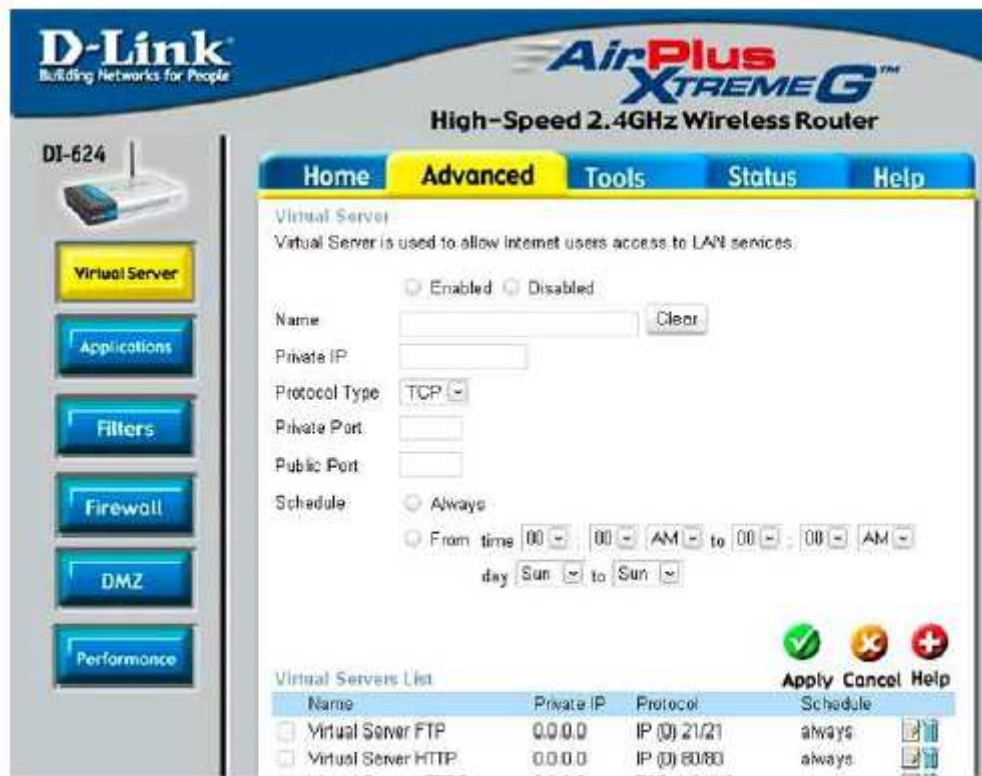 D-Link
Building Networks for People
AirPlus
XTREME G™
High-Speed 2.4GHz Wireless Router
DI-624
Home Advanced Tools Status Help
Virtual Server
Applications
Filters
Firewall
DMZ
Performance
Virtual Server
Virtual Server is used to allow Internet users access to LAN services.
Enabled Disabled
Name Clear
Private IP
Protocol Type TCP
Private Port
Public Port
Schedule Always
From time 00 : 00 AM to 00 : 00 AM
day Sun to Sun
Apply Cancel Help
Virtual Servers List
Name Private IP Protocol Schedule
Virtual Server FTP 0.0.0.0 IP (0) 21/21 always
Virtual Server HTTP 0.0.0.0 IP (0) 80/80 always